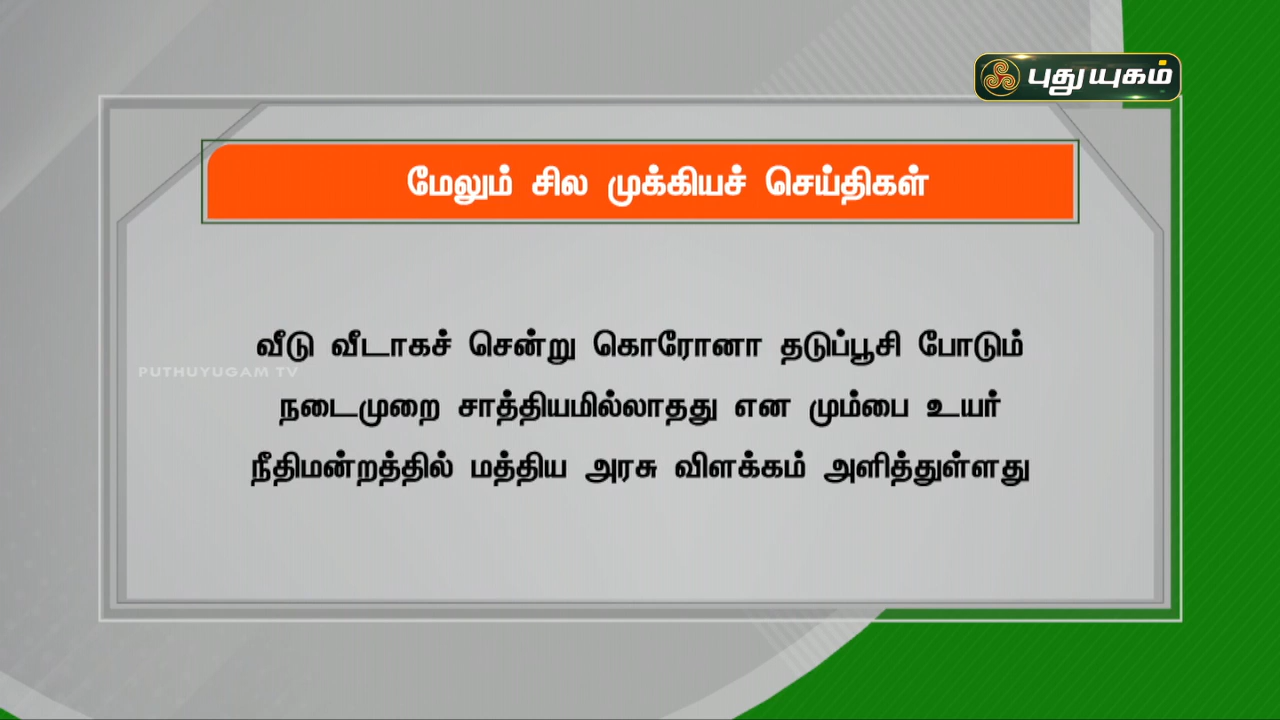 புதுயுகம்
மேலும் சில முக்கியச் செய்திகள்
வீடு வீடாகச் சென்று கொரோனா தடுப்பூசி போடும்
PUTHUYUGAM TV
நடைமுறை சாத்தியமில்லாதது என மும்பை உயர்
நீதிமன்றத்தில் மத்திய அரசு விளக்கம் அளித்துள்ளது